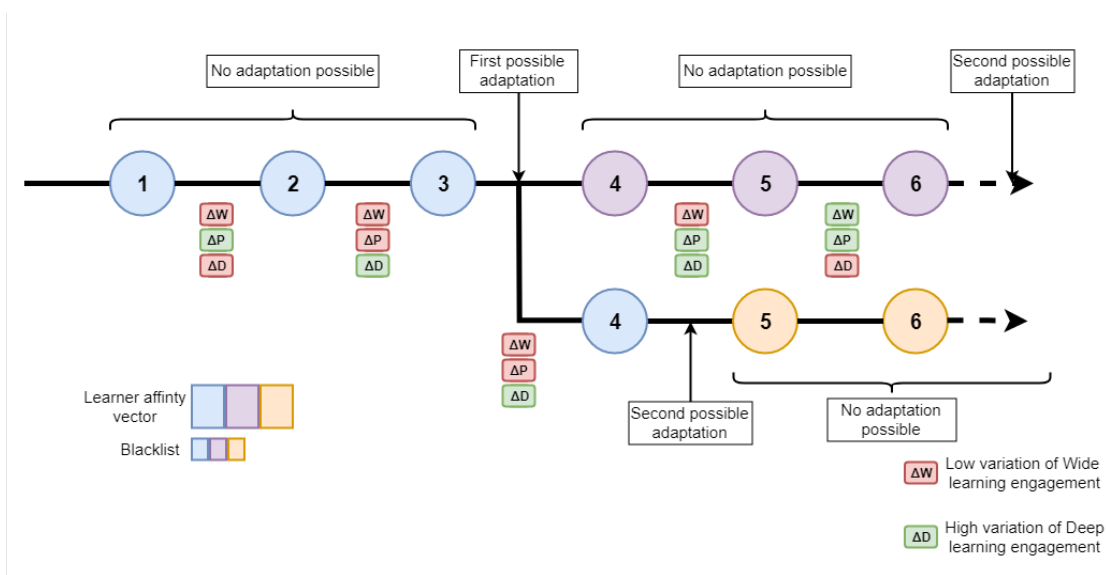 No adaptation possible
First possible
adaptation
No adaptation possible
Second possible
adaptation
1
2
3
4
5
6
ΔW
ΔP
ΔD
ΔW
ΔP
ΔD
ΔW
ΔP
ΔD
ΔW
ΔP
ΔD
4
5
6
ΔW
ΔP
ΔD
Second possible
adaptation
No adaptation
possible
Learner affinty
vector
Blacklist
ΔW
Low variation of Wide
learning engagement
ΔD
High variation of Deep
learning engagement